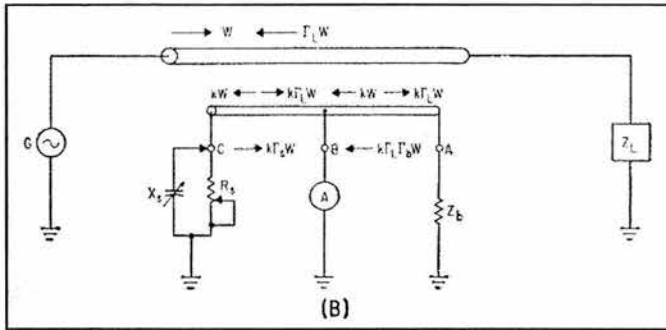 → W ← Γ_L W
kW → kΓ_L W ← kW → kΓ_L W
G Z_L
C → kΓ_s W B ← kΓ_L Γ_b W A
X_s R_s A Z_b
(B)